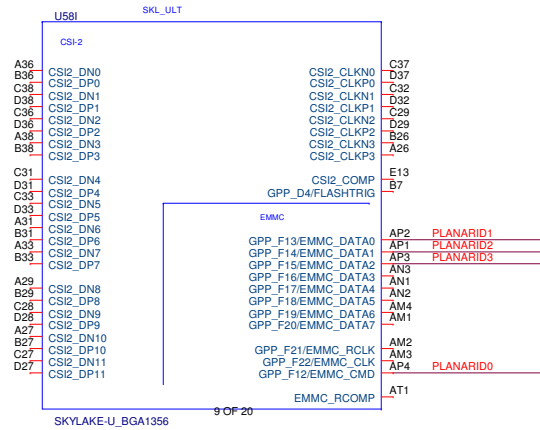 U58I
SKL_ULT
CSI-2
A36 CSI2_DN0 CSI2_CLKN0 C37
B36 CSI2_DP0 CSI2_CLKP0 D37
C38 CSI2_DN1 CSI2_CLKN1 C32
D38 CSI2_DP1 CSI2_CLKP1 D32
C36 CSI2_DN2 CSI2_CLKN2 C29
D36 CSI2_DP2 CSI2_CLKP2 D29
A38 CSI2_DN3 CSI2_CLKN3 B26
B38 CSI2_DP3 CSI2_CLKP3 A26
C31 CSI2_DN4 CSI2_COMP E13
D31 CSI2_DP4 GPP_D4/FLASHTRIG B7
C33 CSI2_DN5
D33 CSI2_DP5 EMMC
A31 CSI2_DN6
B31 CSI2_DP6 GPP_F13/EMMC_DATA0 AP2 PLANARID1
A33 CSI2_DN7 GPP_F14/EMMC_DATA1 AP1 PLANARID2
B33 CSI2_DP7 GPP_F15/EMMC_DATA2 AP3 PLANARID3
GPP_F16/EMMC_DATA3 AN3
A29 CSI2_DN8 GPP_F17/EMMC_DATA4 AN1
B29 CSI2_DP8 GPP_F18/EMMC_DATA5 AN2
C28 CSI2_DN9 GPP_F19/EMMC_DATA6 AM4
D28 CSI2_DP9 GPP_F20/EMMC_DATA7 AM1
A27 CSI2_DN10
B27 CSI2_DP10 GPP_F21/EMMC_RCLK AM2
C27 CSI2_DN11 GPP_F22/EMMC_CLK AM3
D27 CSI2_DP11 GPP_F12/EMMC_CMD AP4 PLANARID0
EMMC_RCOMP AT1
9 OF 20
SKYLAKE-U_BGA1356